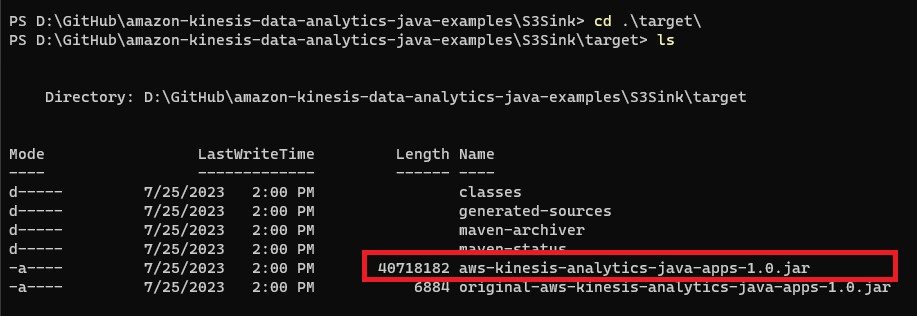 PS D:\GitHub\amazon-kinesis-data-analytics-java-examples\S3Sink> cd .\target\
PS D:\GitHub\amazon-kinesis-data-analytics-java-examples\S3Sink\target> ls
Directory: D:\GitHub\amazon-kinesis-data-analytics-java-examples\S3Sink\target
Mode LastWriteTime Length Name
---- ------------- ------ ----
d----- 7/25/2023 2:00 PM classes
d----- 7/25/2023 2:00 PM generated-sources
d----- 7/25/2023 2:00 PM maven-archiver
d----- 7/25/2023 2:00 PM maven-status
-a---- 7/25/2023 2:00 PM 40718182 aws-kinesis-analytics-java-apps-1.0.jar
-a---- 7/25/2023 2:00 PM 6884 original-aws-kinesis-analytics-java-apps-1.0.jar